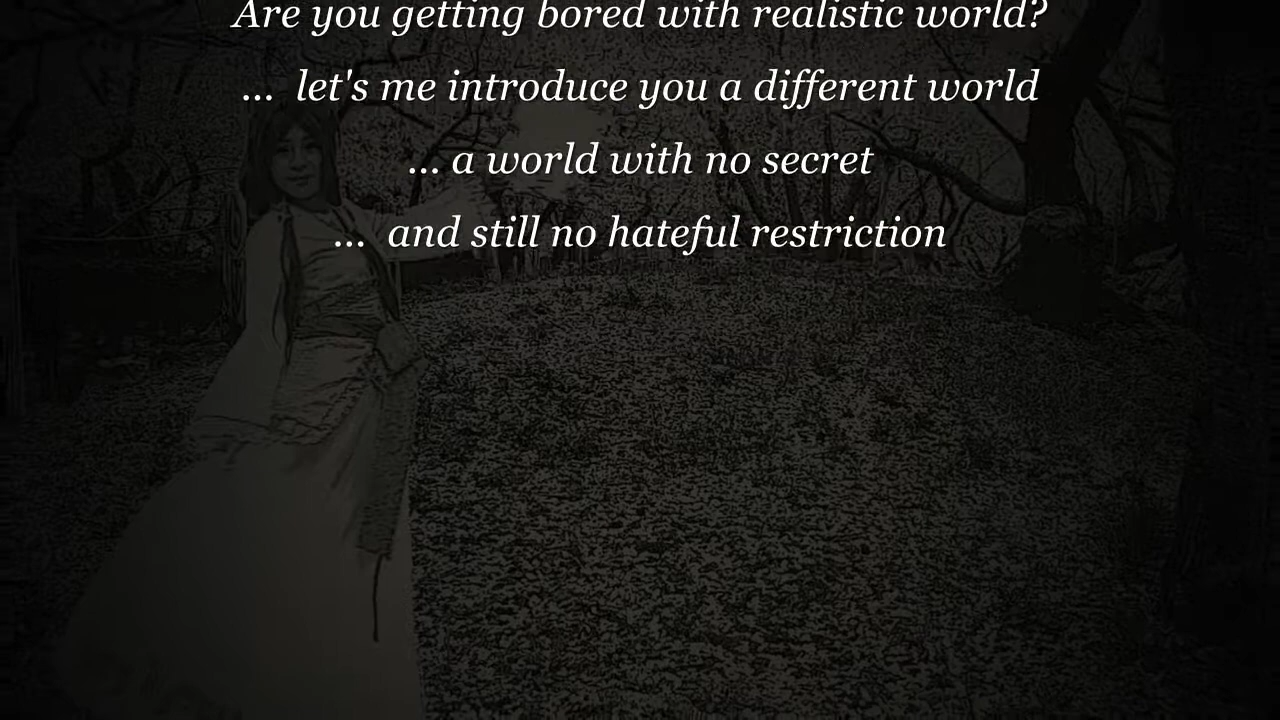 Are you getting bored with realistic world?
... let's me introduce you a different world
... a world with no secret
... and still no hateful restriction